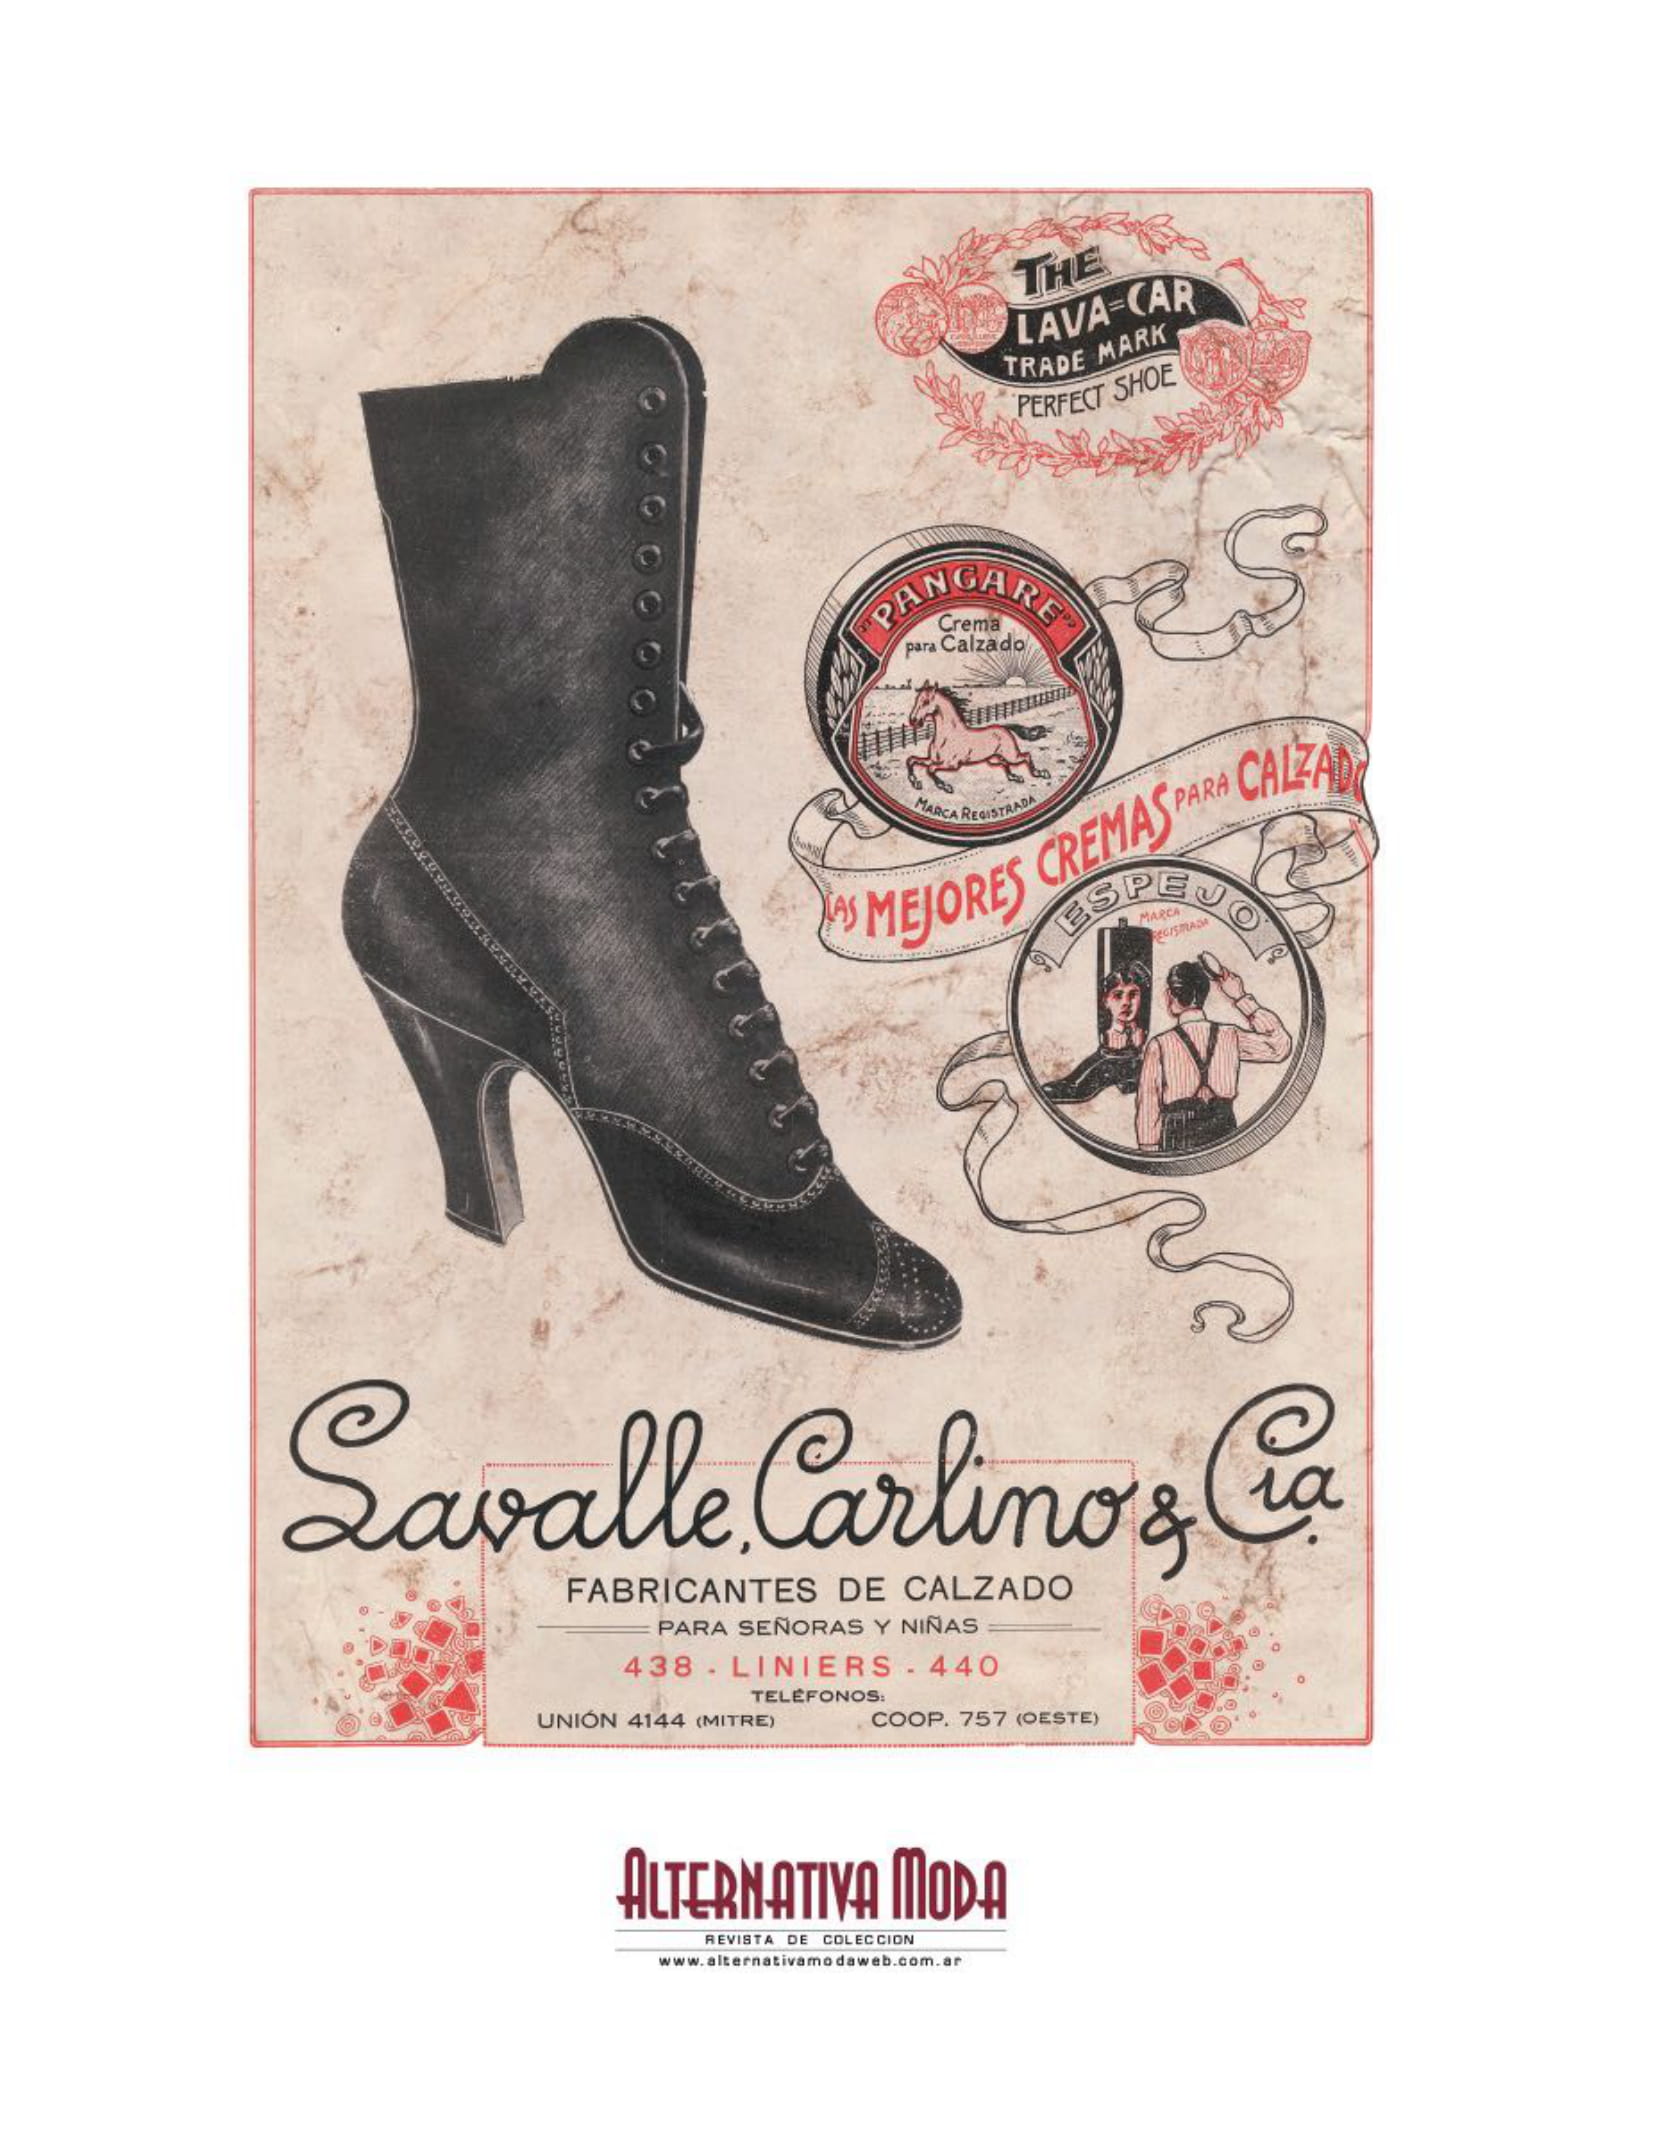 THE
LAVA=CAR
TRADE MARK
PERFECT SHOE
"PANGARE"
Crema
para Calzado
MARCA REGISTRADA
LAS MEJORES CREMAS PARA CALZADO
ESPEJO
MARCA
REGISTRADA
Lavalle, Carlino & Cia.
FABRICANTES DE CALZADO
PARA SEÑORAS Y NIÑAS
438 - LINIERS - 440
TELÉFONOS:
UNIÓN 4144 (MITRE) COOP. 757 (OESTE)
ALTERNATIVA MODA
REVISTA DE COLECCION
www.alternativamodaweb.com.ar